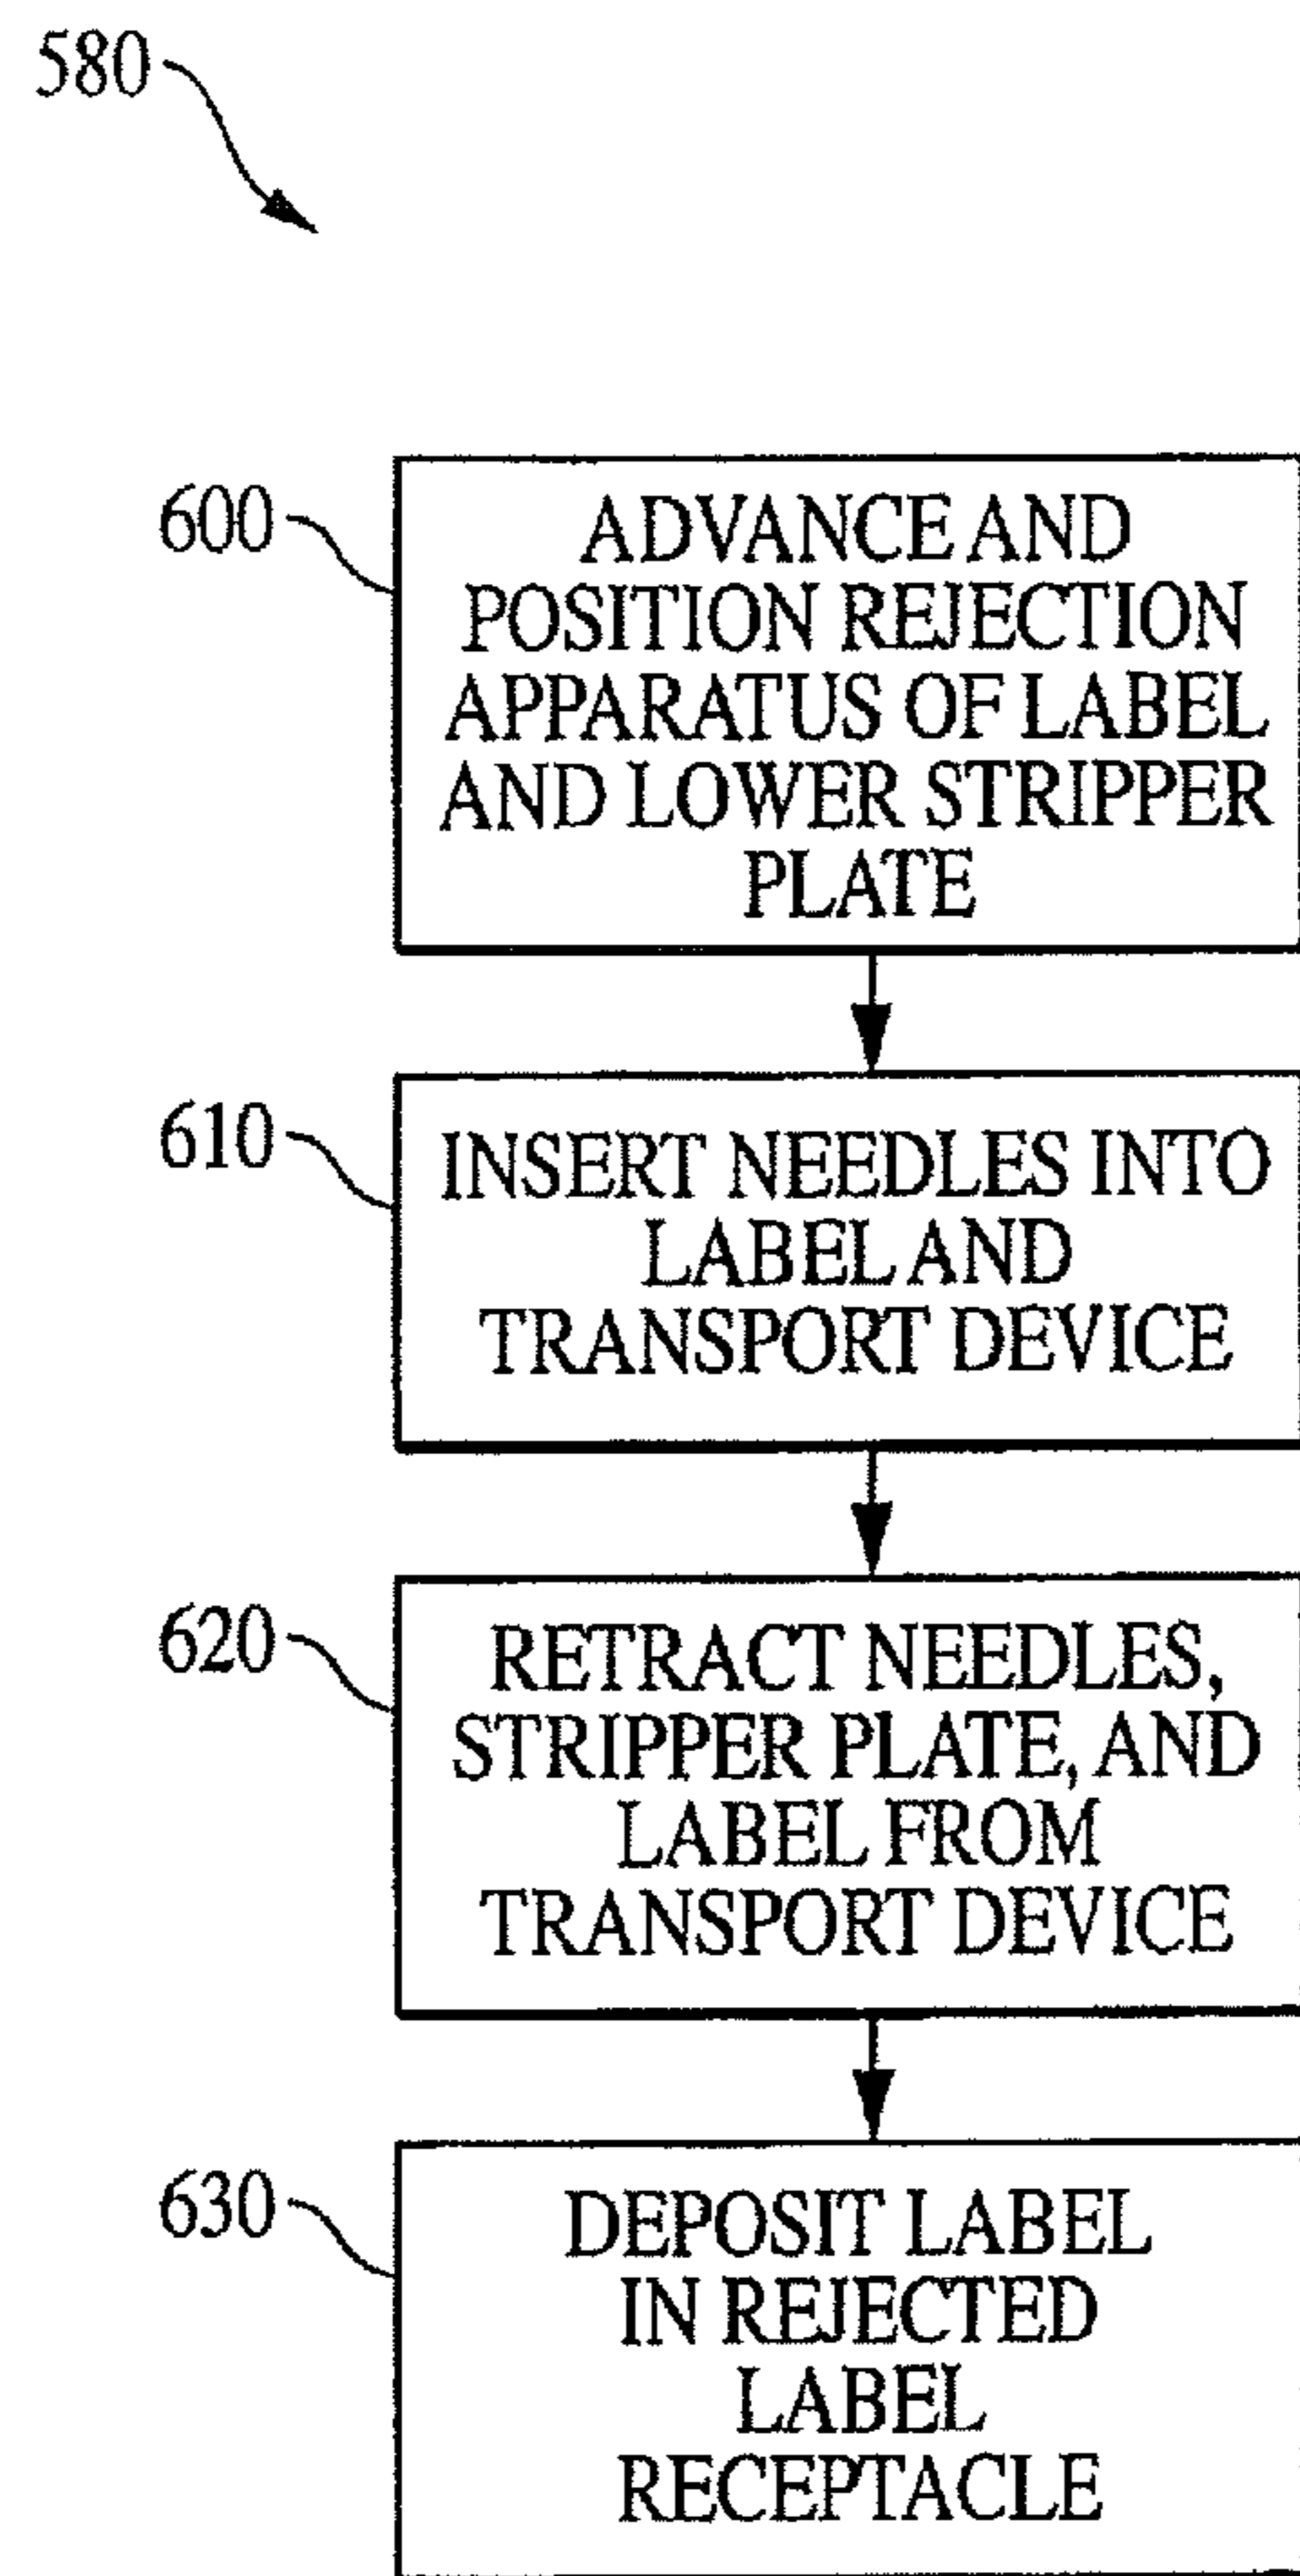 580
600
ADVANCE AND
POSITION REJECTION
APPARATUS OF LABEL
AND LOWER STRIPPER
PLATE
610
INSERT NEEDLES INTO
LABEL AND
TRANSPORT DEVICE
620
RETRACT NEEDLES,
STRIPPER PLATE, AND
LABEL FROM
TRANSPORT DEVICE
630
DEPOSIT LABEL
IN REJECTED
LABEL
RECEPTACLE